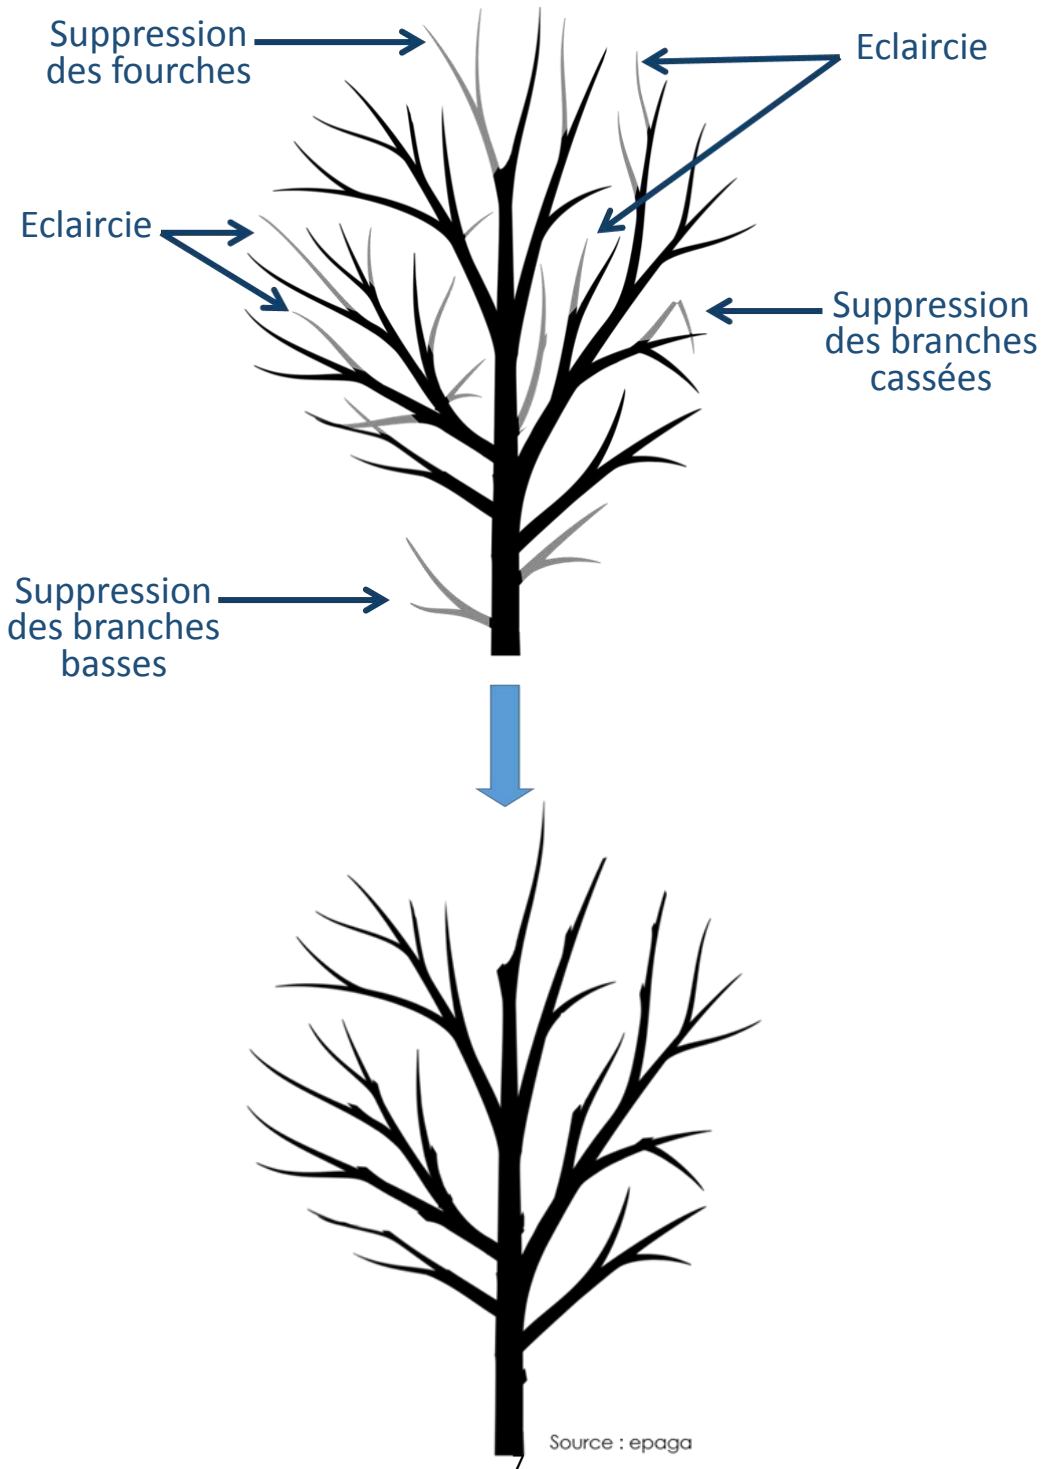 Suppression
des fourches
Eclaircie
Eclaircie
Suppression
des branches
cassées
Suppression
des branches
basses
Source : epaga